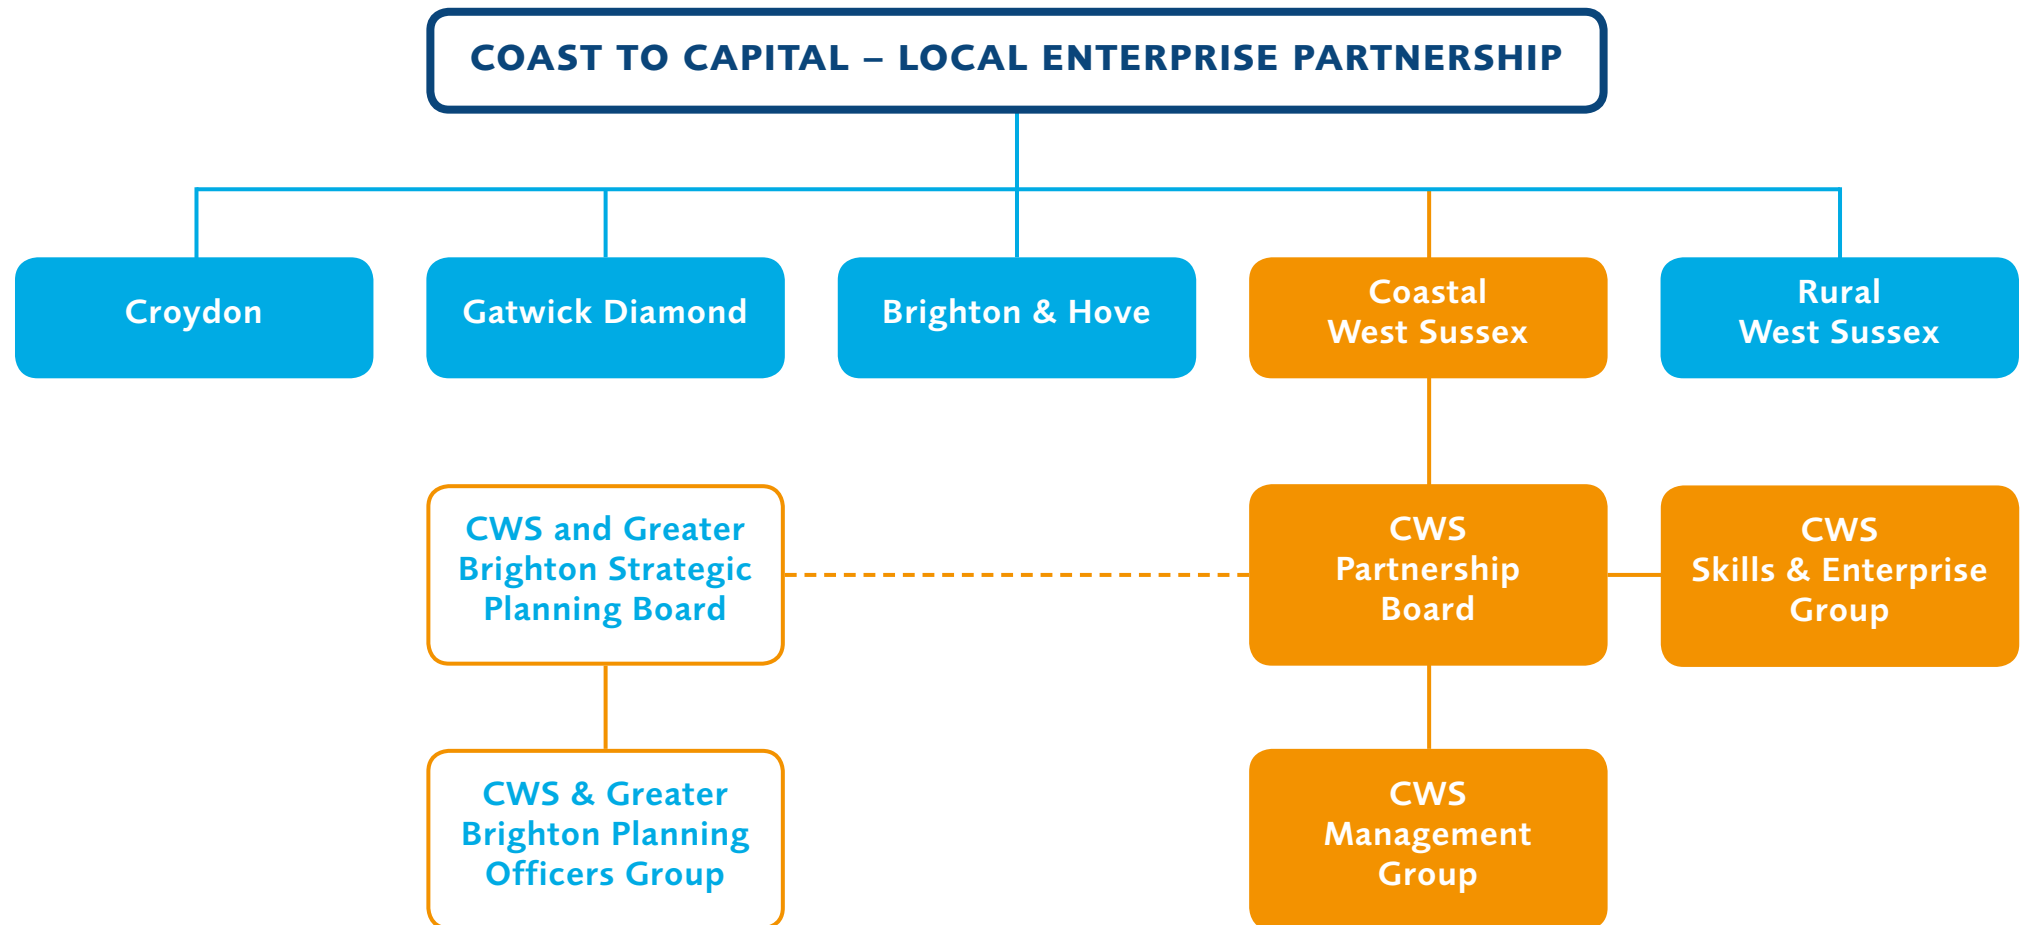 COAST TO CAPITAL – LOCAL ENTERPRISE PARTNERSHIP
Croydon
Gatwick Diamond
Brighton & Hove
Coastal
West Sussex
Rural
West Sussex
CWS and Greater
Brighton Strategic
Planning Board
CWS
Partnership
Board
CWS
Skills & Enterprise
Group
CWS & Greater
Brighton Planning
Officers Group
CWS
Management
Group